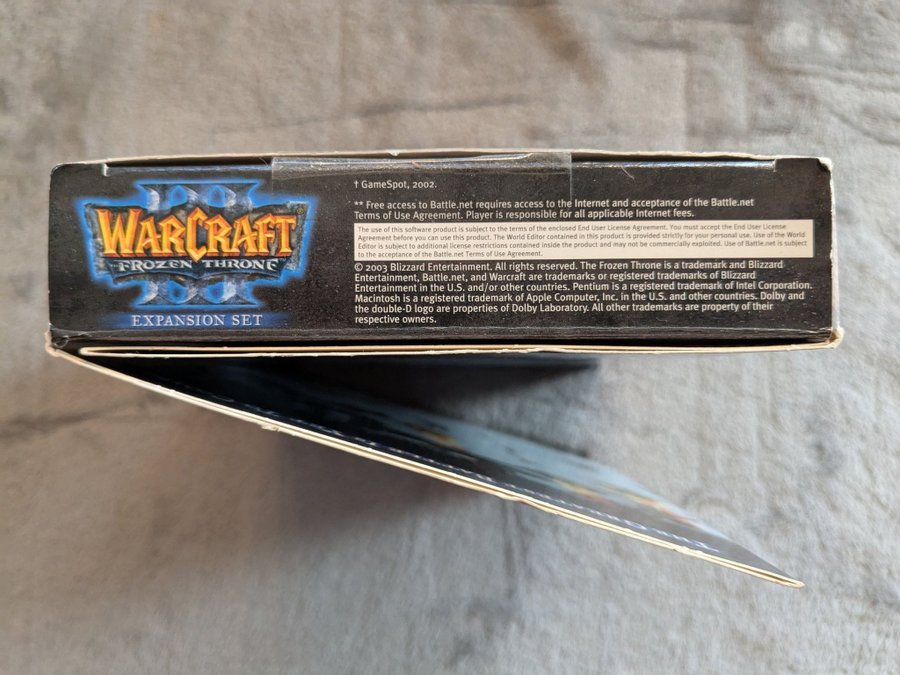 III
WARCRAFT®
FROZEN THRONE
EXPANSION SET
† GameSpot, 2002.
** Free access to Battle.net requires access to the Internet and acceptance of the Battle.net
Terms of Use Agreement. Player is responsible for all applicable Internet fees.
The use of this software product is subject to the terms of the enclosed End User License Agreement. You must accept the End User License
Agreement before you can use this product. The World Editor contained in this product is provided strictly for your personal use. Use of the World
Editor is subject to additional license restrictions contained inside the product and may not be commercially exploited. Use of Battle.net is subject
to the acceptance of the Battle.net Terms of Use Agreement.
© 2003 Blizzard Entertainment. All rights reserved. The Frozen Throne is a trademark and Blizzard
Entertainment, Battle.net, and Warcraft are trademarks or registered trademarks of Blizzard
Entertainment in the U.S. and/or other countries. Pentium is a registered trademark of Intel Corporation.
Macintosh is a registered trademark of Apple Computer, Inc. in the U.S. and other countries. Dolby and
the double-D logo are properties of Dolby Laboratory. All other trademarks are property of their
respective owners.